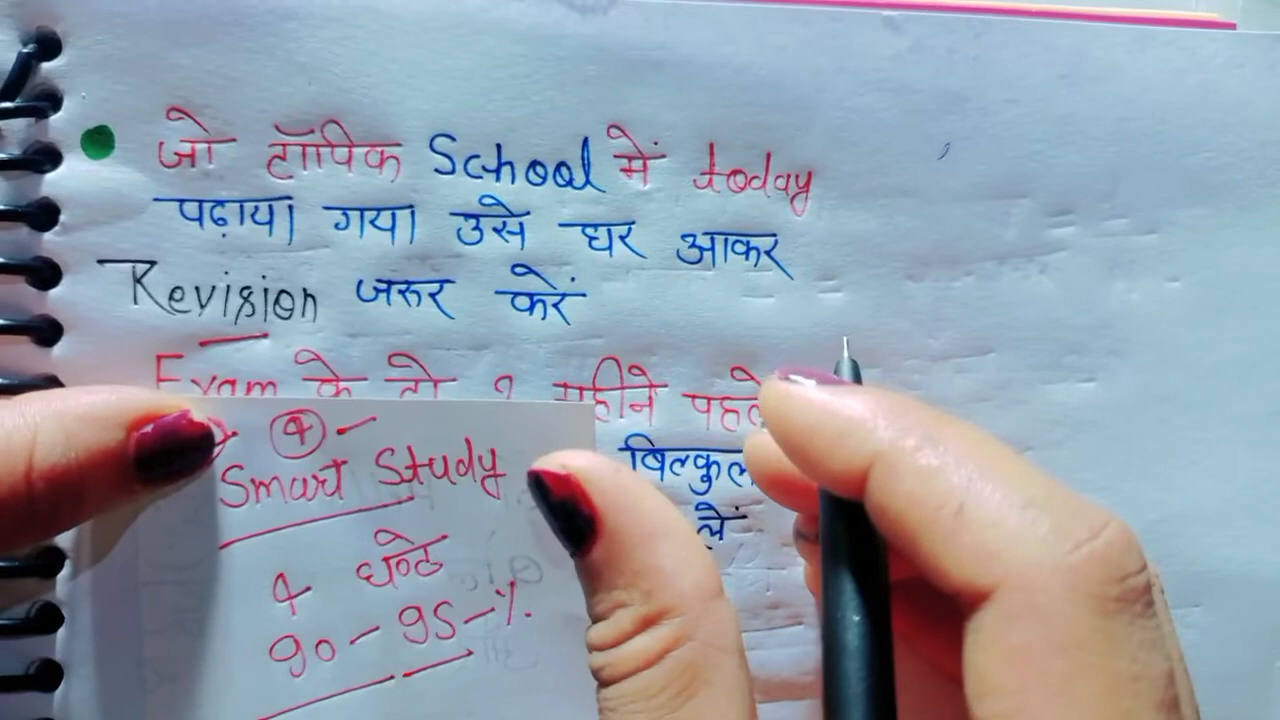 जो टॉपिक School में today
पढ़ाया गया उसे घर आकर
Revision जरुर करें
Exam के दो महीने पहले
बिल्कुल
लें
4
Smart Study
4 घण्टे
90 - 95 - %